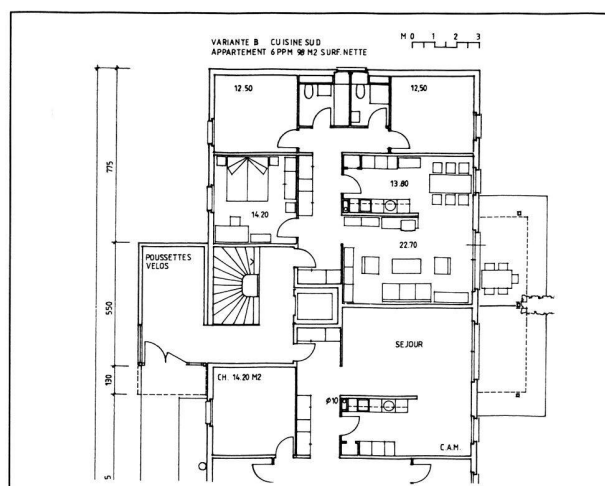 VARIANTE B CUISINE SUD
APPARTEMENT 6 PPM 98 M2 SURF. NETTE
M 0 1 2 3
12.50
12,50
775
13.80
14.20
22.70
POUSSETTES
VELOS
550
SEJOUR
130
CH. 14.20 M2
Ø10
C.A.M.
5